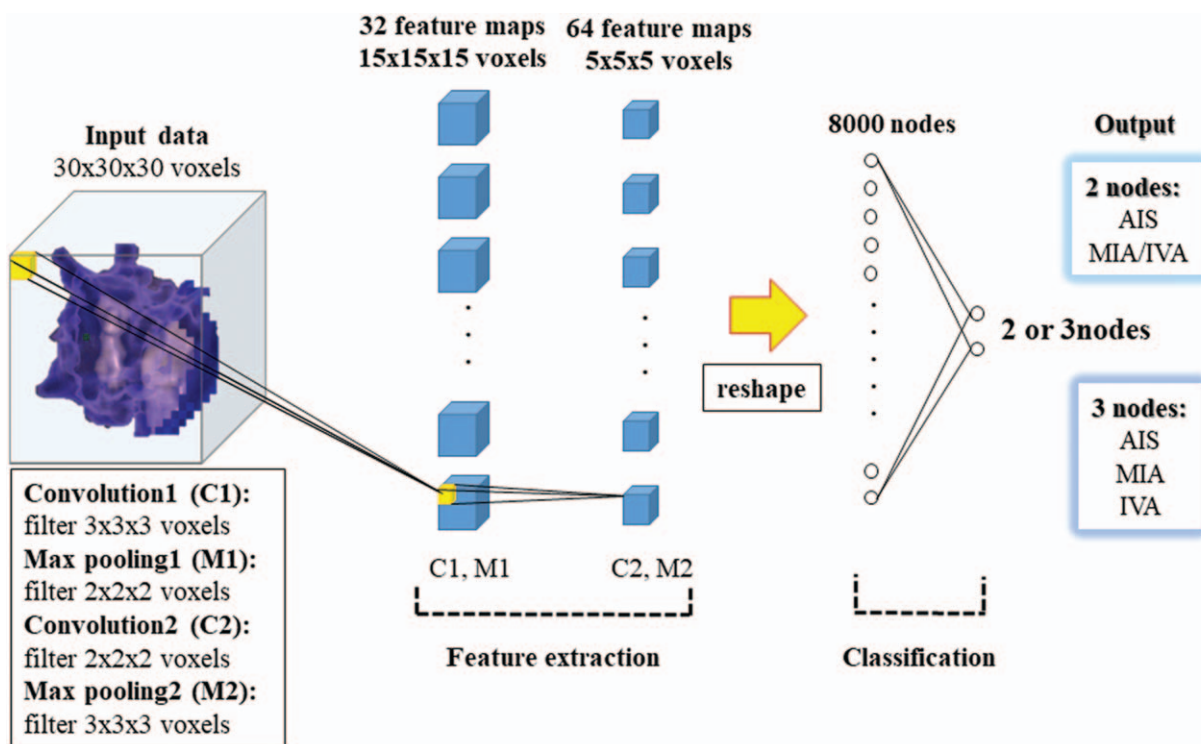 32 feature maps
15x15x15 voxels
64 feature maps
5x5x5 voxels
Input data
30x30x30 voxels
8000 nodes
Output
2 nodes:
AIS
MIA/IVA
2 or 3nodes
reshape
3 nodes:
AIS
MIA
IVA
Convolution1 (C1):
filter 3x3x3 voxels
Max pooling1 (M1):
filter 2x2x2 voxels
Convolution2 (C2):
filter 2x2x2 voxels
Max pooling2 (M2):
filter 3x3x3 voxels
C1, M1
C2, M2
Feature extraction
Classification